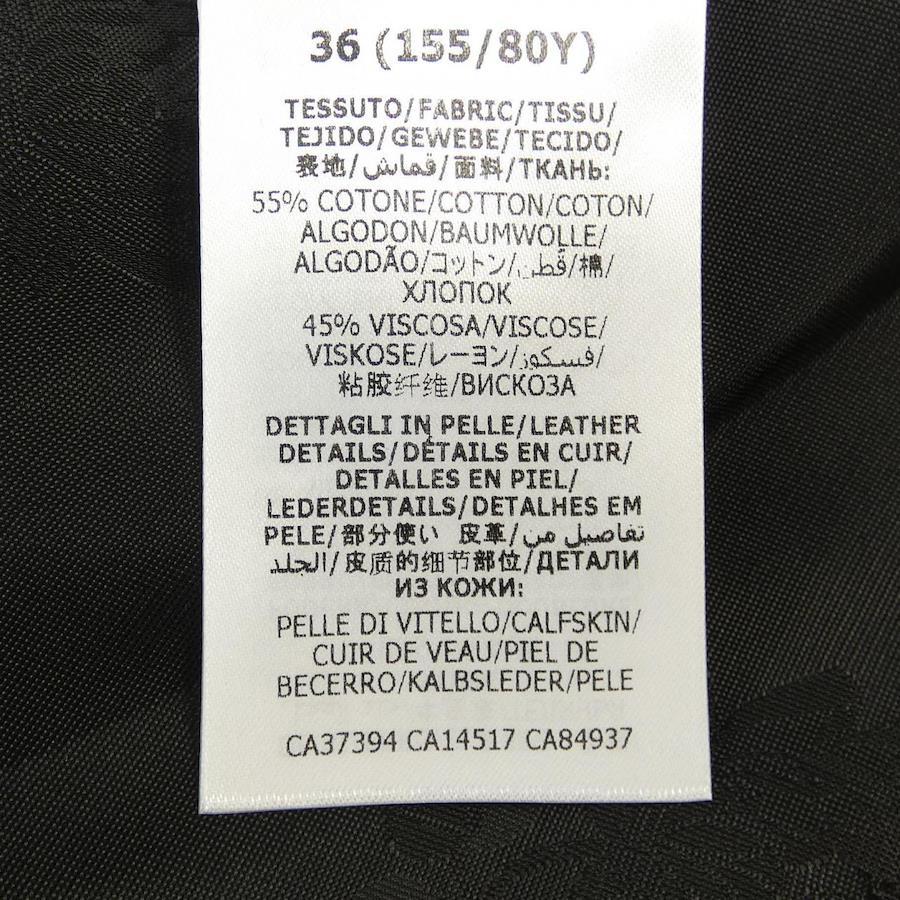 36 (155/80Y)
TESSUTO/FABRIC/TISSU/
TEJIDO/GEWEBE/TECIDO/
表地/قماش/面料/ТКАНЬ:
55% COTONE/COTTON/COTON/
ALGODON/BAUMWOLLE/
ALGODÃO/コットン/قطن/棉/
ХЛОПОК
45% VISCOSA/VISCOSE/
VISKOSE/レーヨン/فسكوز/
粘胶纤维/ВИСКОЗА
DETTAGLI IN PELLE/LEATHER
DETAILS/DÉTAILS EN CUIR/
DETALLES EN PIEL/
LEDERDETAILS/DETALHES EM
PELE/部分使い 皮革/تفاصيل من
الجلد/皮质的细节部位/ДЕТАЛИ
ИЗ КОЖИ:
PELLE DI VITELLO/CALFSKIN/
CUIR DE VEAU/PIEL DE
BECERRO/KALBSLEDER/PELE
CA37394 CA14517 CA84937